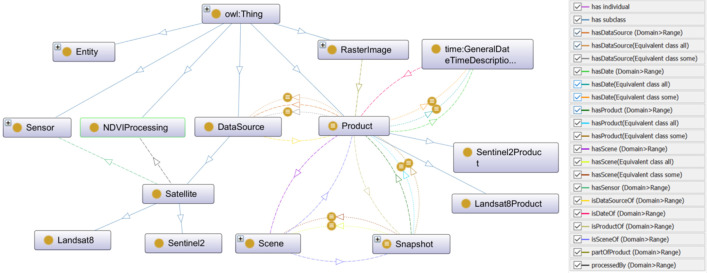 owl:Thing
Entity
RasterImage
time:GeneralDat
eTimeDescriptio...
Sensor
NDVIProcessing
DataSource
Product
Sentinel2Produc
t
Satellite
Landsat8Product
Landsat8
Sentinel2
Scene
Snapshot
has individual
has subclass
hasDataSource (Domain>Range)
hasDataSource(Equivalent class all)
hasDataSource(Equivalent class some)
hasDate (Domain>Range)
hasDate(Equivalent class all)
hasDate(Equivalent class some)
hasProduct (Domain>Range)
hasProduct(Equivalent class all)
hasProduct(Equivalent class some)
hasScene (Domain>Range)
hasScene(Equivalent class all)
hasScene(Equivalent class some)
hasSensor (Domain>Range)
isDataSourceOf (Domain>Range)
isDateOf (Domain>Range)
isProductOf (Domain>Range)
isSceneOf (Domain>Range)
partOfProduct (Domain>Range)
processedBy (Domain>Range)